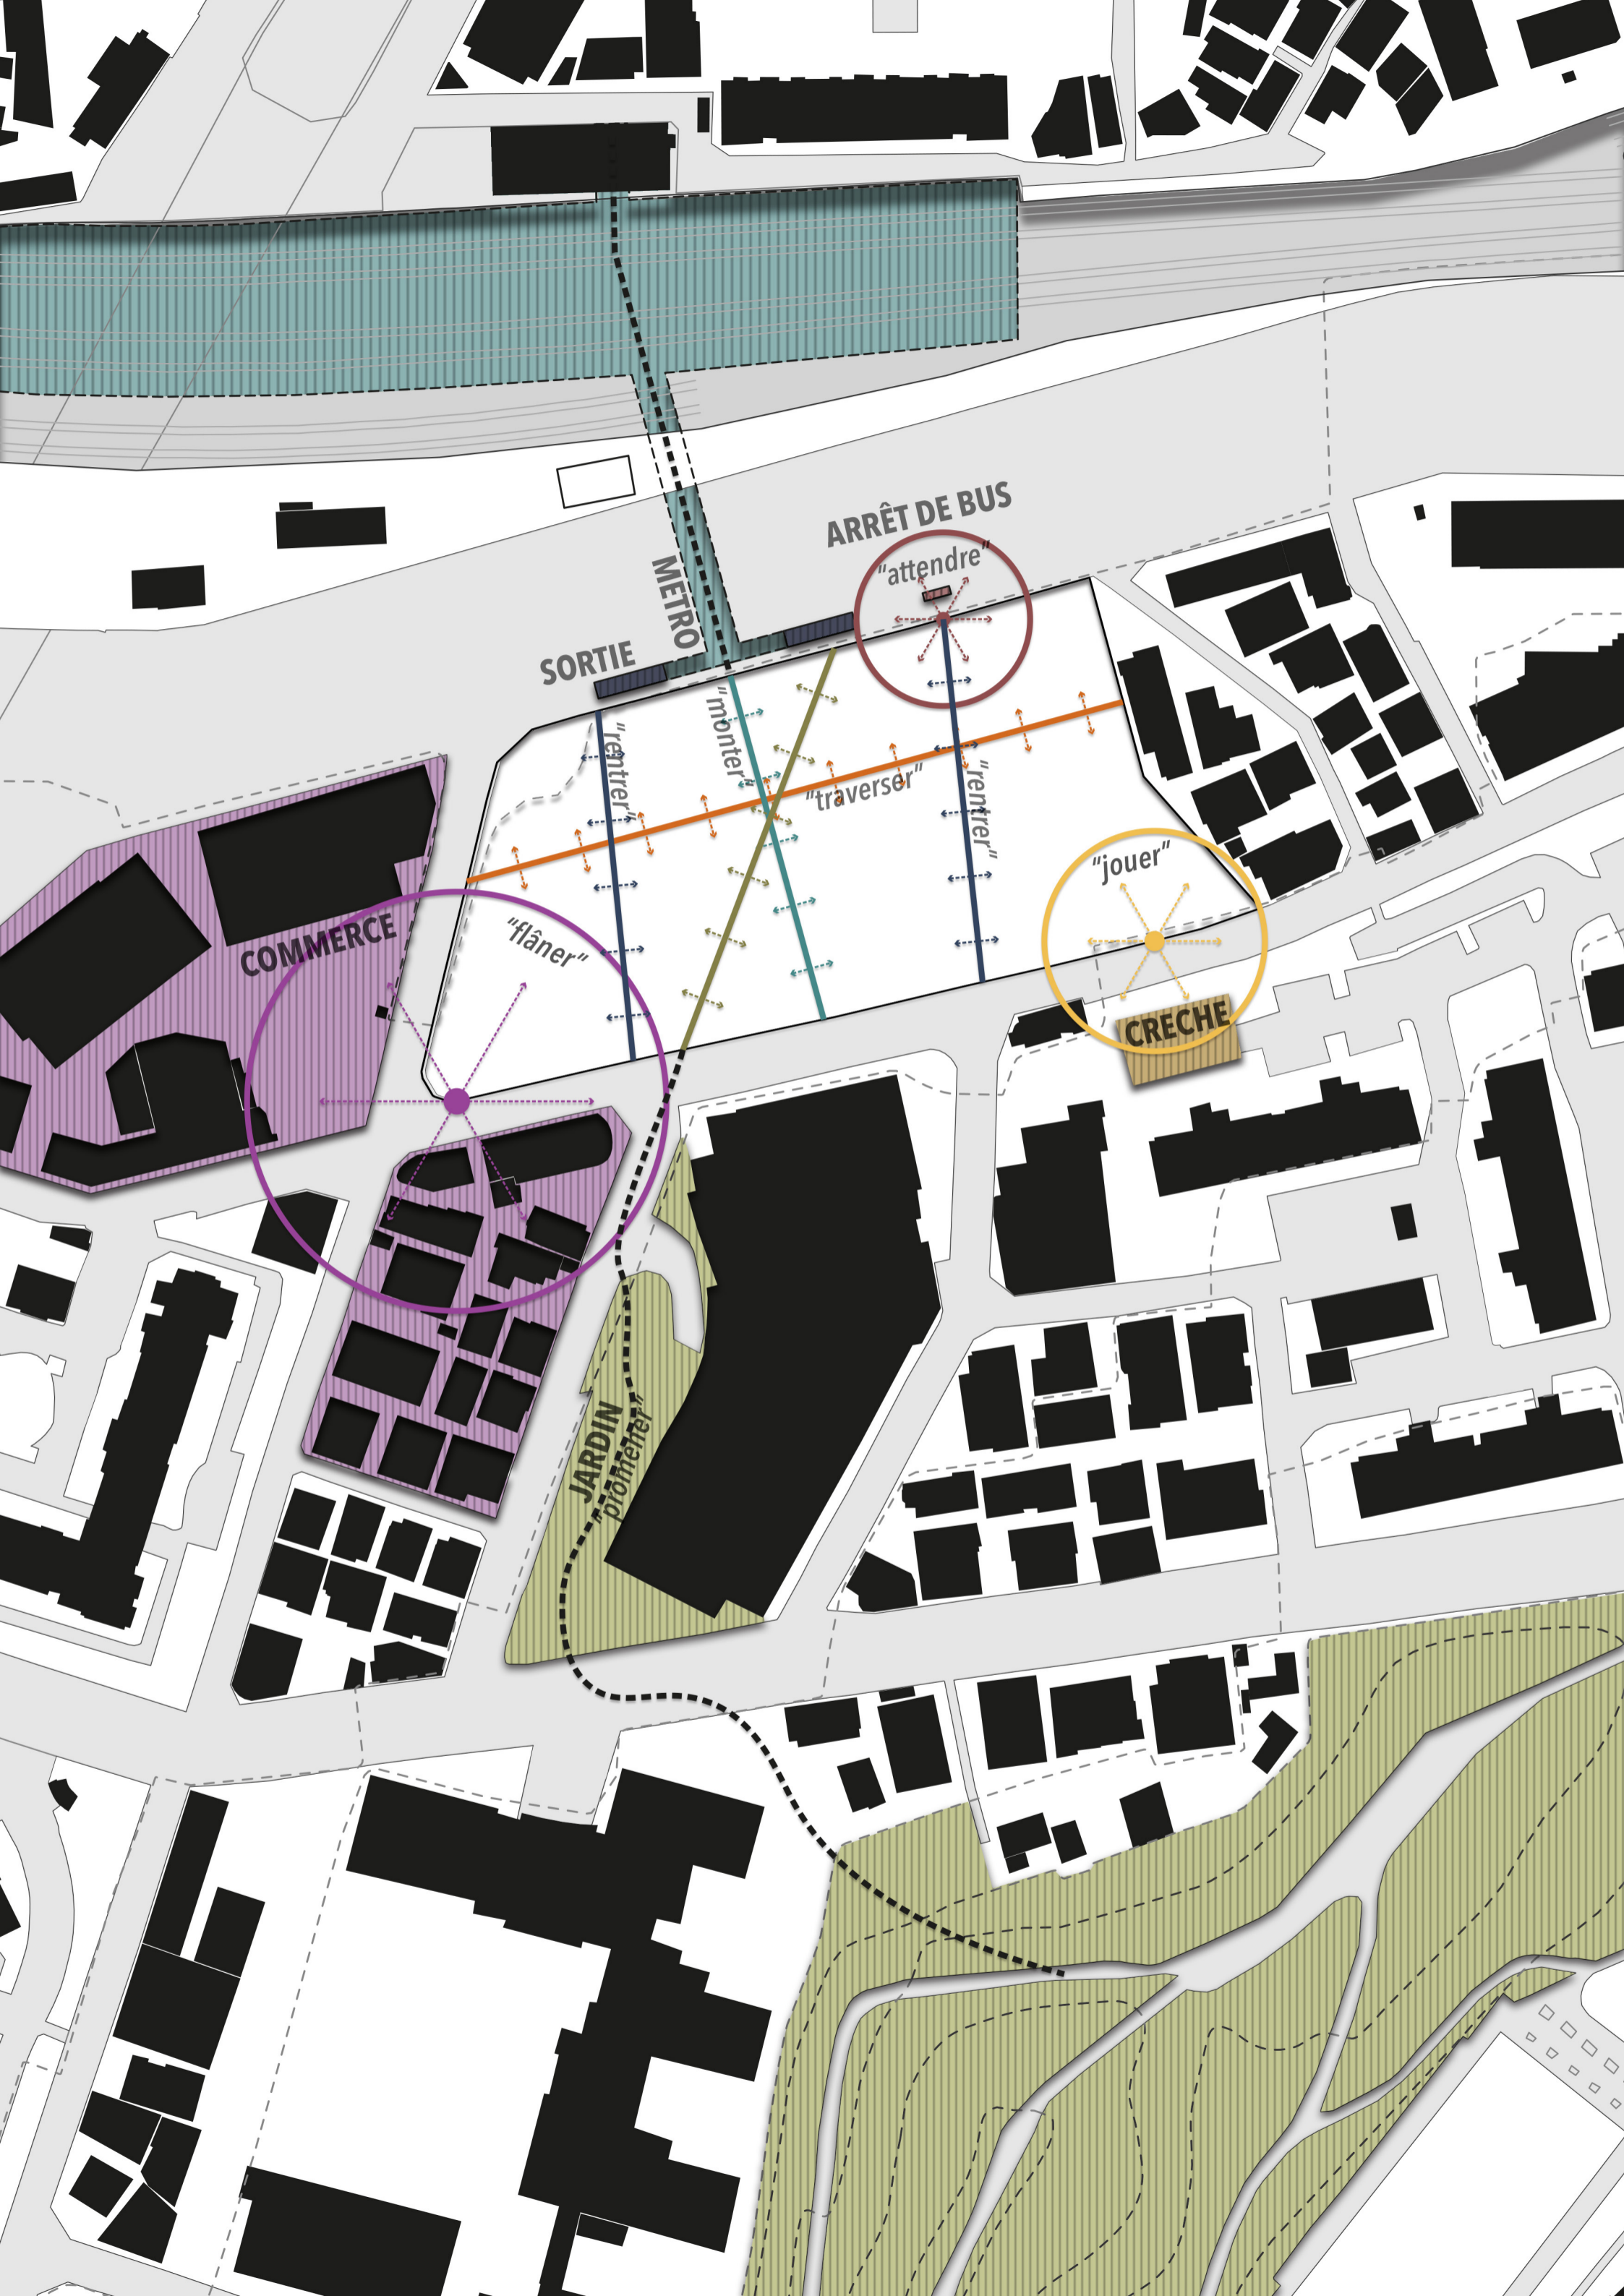 ARRÊT DE BUS
“attendre”
METRO
SORTIE
“rentrer”
“monter”
“traverser”
“rentrer”
“jouer”
COMMERCE
“flâner”
CRECHE
JARDIN
“promener”